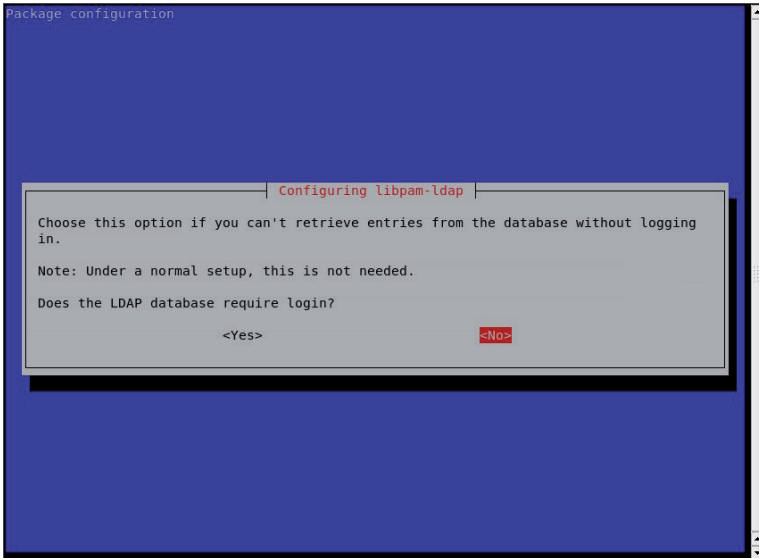 Package configuration
Configuring libpam-ldap
Choose this option if you can't retrieve entries from the database without logging
in.
Note: Under a normal setup, this is not needed.
Does the LDAP database require login?
<Yes> <No>